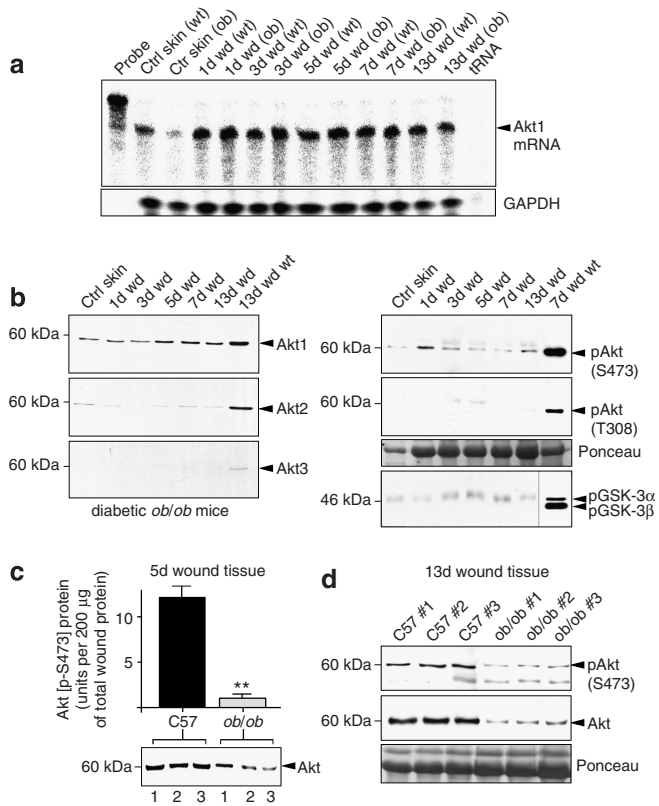 a
Probe
Ctrl skin (wt)
Ctr skin (ob)
1d wd (wt)
1d wd (ob)
3d wd (wt)
3d wd (ob)
5d wd (wt)
5d wd (ob)
7d wd (wt)
7d wd (ob)
13d wd (wt)
13d wd (ob)
tRNA
Akt1
mRNA
GAPDH
b
Ctrl skin
1d wd
3d wd
5d wd
7d wd
13d wd
13d wd wt
60 kDa
Akt1
60 kDa
Akt2
60 kDa
Akt3
diabetic ob/ob mice
Ctrl skin
1d wd
3d wd
5d wd
7d wd
13d wd
7d wd wt
60 kDa
pAkt
(S473)
60 kDa
pAkt
(T308)
Ponceau
46 kDa
pGSK-3α
pGSK-3β
c
5d wound tissue
Akt [p-S473] protein
(units per 200 µg
of total wound protein)
10
5
**
C57
ob/ob
60 kDa
Akt
1 2 3 1 2 3
d
13d wound tissue
C57 #1
C57 #2
C57 #3
ob/ob #1
ob/ob #2
ob/ob #3
60 kDa
pAkt
(S473)
60 kDa
Akt
Ponceau